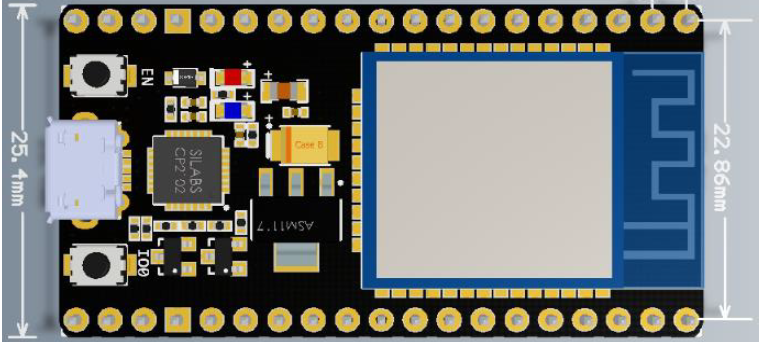 EN
25.4mm
SILABS
CP2102
Case B
ASM1117
IO0
22.86mm